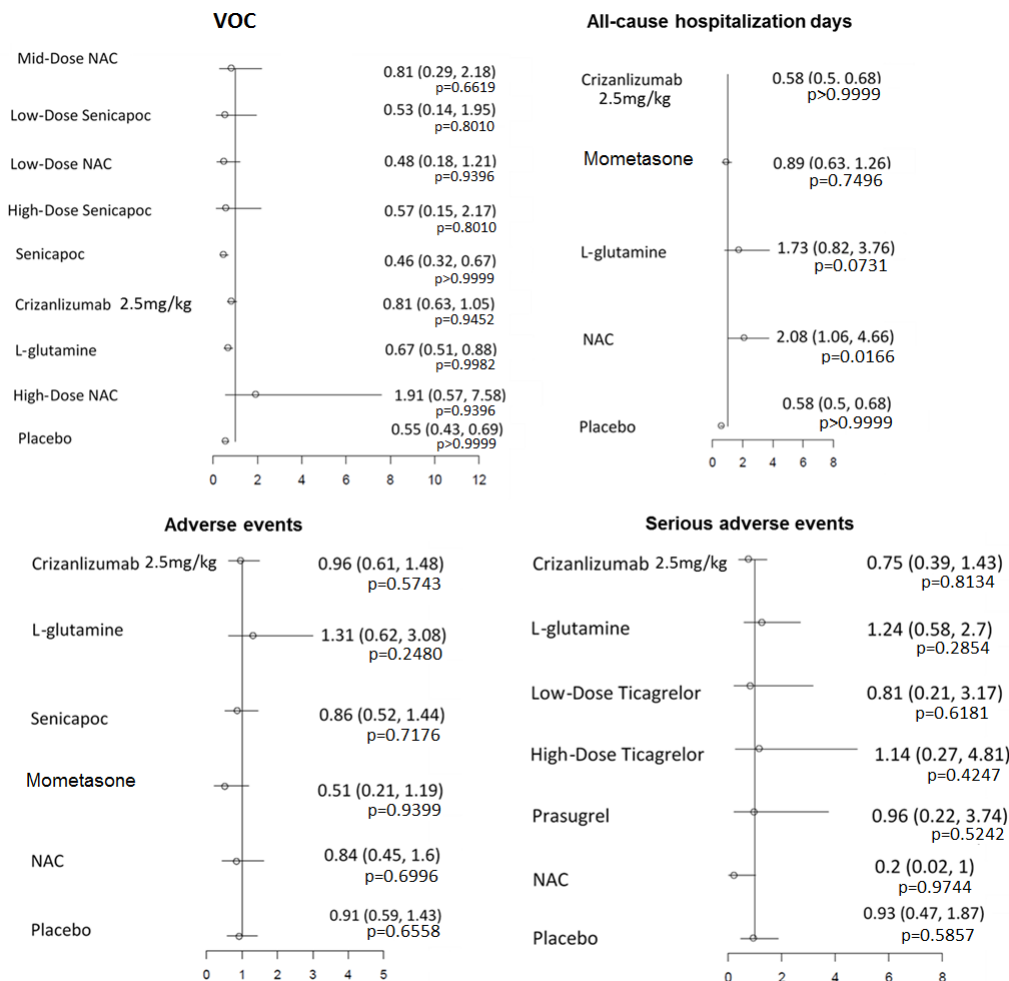 VOC
Mid-Dose NAC
0.81 (0.29, 2.18)
p=0.6619
Low-Dose Senicapoc
0.53 (0.14, 1.95)
p=0.8010
Low-Dose NAC
0.48 (0.18, 1.21)
p=0.9396
High-Dose Senicapoc
0.57 (0.15, 2.17)
p=0.8010
Senicapoc
0.46 (0.32, 0.67)
p>0.9999
Crizanlizumab 2.5mg/kg
0.81 (0.63, 1.05)
p=0.9452
L-glutamine
0.67 (0.51, 0.88)
p=0.9982
High-Dose NAC
1.91 (0.57, 7.58)
p=0.9396
Placebo
0.55 (0.43, 0.69)
p>0.9999
0 2 4 6 8 10 12
All-cause hospitalization days
Crizanlizumab
2.5mg/kg
0.58 (0.5. 0.68)
p>0.9999
Mometasone
0.89 (0.63. 1.26)
p=0.7496
L-glutamine
1.73 (0.82, 3.76)
p=0.0731
NAC
2.08 (1.06, 4.66)
p=0.0166
Placebo
0.58 (0.5, 0.68)
p>0.9999
0 2 4 6 8
Adverse events
Crizanlizumab 2.5mg/kg
0.96 (0.61, 1.48)
p=0.5743
L-glutamine
1.31 (0.62, 3.08)
p=0.2480
Senicapoc
0.86 (0.52, 1.44)
p=0.7176
Mometasone
0.51 (0.21, 1.19)
p=0.9399
NAC
0.84 (0.45, 1.6)
p=0.6996
Placebo
0.91 (0.59, 1.43)
p=0.6558
0 1 2 3 4 5
Serious adverse events
Crizanlizumab 2.5mg/kg
0.75 (0.39, 1.43)
p=0.8134
L-glutamine
1.24 (0.58, 2.7)
p=0.2854
Low-Dose Ticagrelor
0.81 (0.21, 3.17)
p=0.6181
High-Dose Ticagrelor
1.14 (0.27, 4.81)
p=0.4247
Prasugrel
0.96 (0.22, 3.74)
p=0.5242
NAC
0.2 (0.02, 1)
p=0.9744
Placebo
0.93 (0.47, 1.87)
p=0.5857
0 2 4 6 8